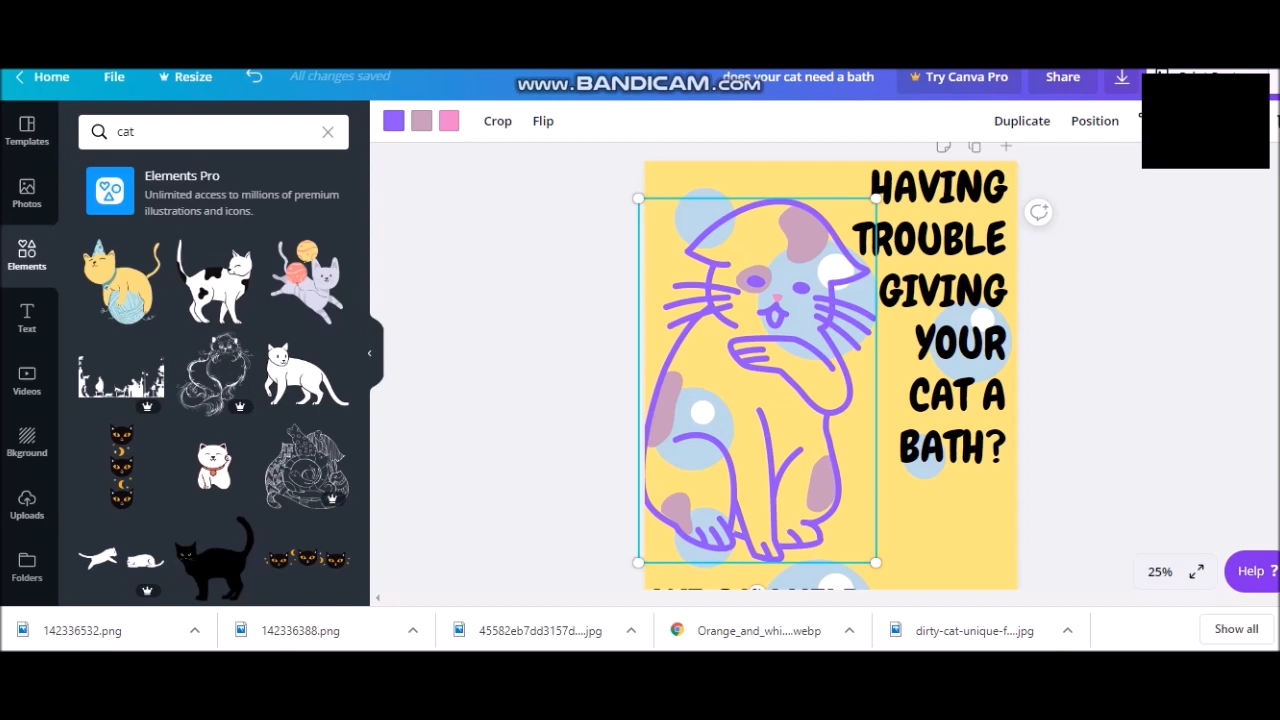 Home File Resize All changes saved www.BANDICAM.com does your cat need a bath Try Canva Pro Share
cat
Crop Flip Duplicate Position
Templates
Photos
Elements
Text
Videos
Bkground
Uploads
Folders
Elements Pro
Unlimited access to millions of premium
illustrations and icons.
HAVING
TROUBLE
GIVING
YOUR
CAT A
BATH?
25% Help ?
142336532.png 142336388.png 45582eb7dd3157d....jpg Orange_and_whi....webp dirty-cat-unique-f....jpg Show all